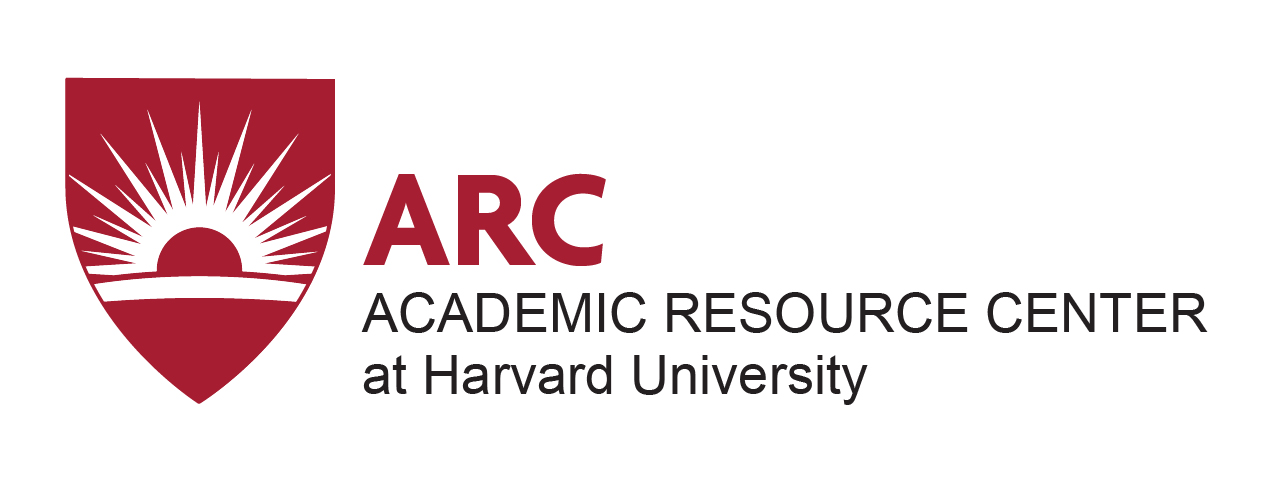 ARC
ACADEMIC RESOURCE CENTER
at Harvard University